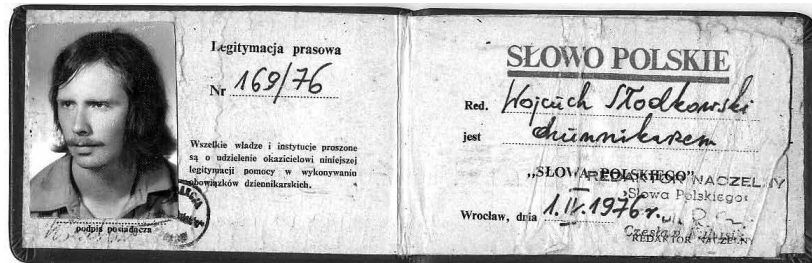 Legitymacja prasowa
Nr 169/76
Wszelkie władze i instytucje proszone
są o udzielenie okazicielowi niniejszej
legitymacji pomocy w wykonywaniu
obowiązków dziennikarskich.
podpis posiadacza
SŁOWO POLSKIE
Red. Wojciech Słodkowski
jest dziennikarzem
„SŁOWA POLSKIEGO”
REDAKTOR NACZELNY
"Słowa Polskiego"
Wrocław, dnia 1.IV.1976 r.
Czesław
REDAKTOR NACZELNY